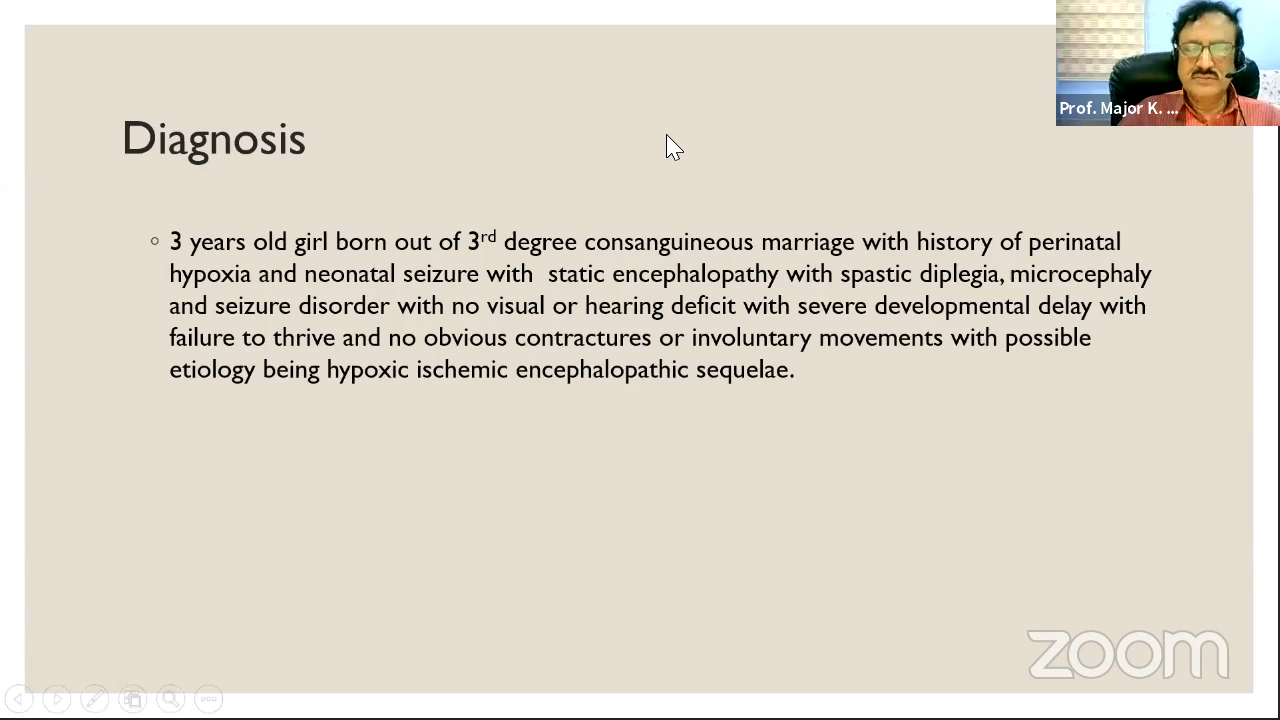 Prof. Major K. ...
Diagnosis
3 years old girl born out of 3rd degree consanguineous marriage with history of perinatal
hypoxia and neonatal seizure with static encephalopathy with spastic diplegia, microcephaly
and seizure disorder with no visual or hearing deficit with severe developmental delay with
failure to thrive and no obvious contractures or involuntary movements with possible
etiology being hypoxic ischemic encephalopathic sequelae.
zoom